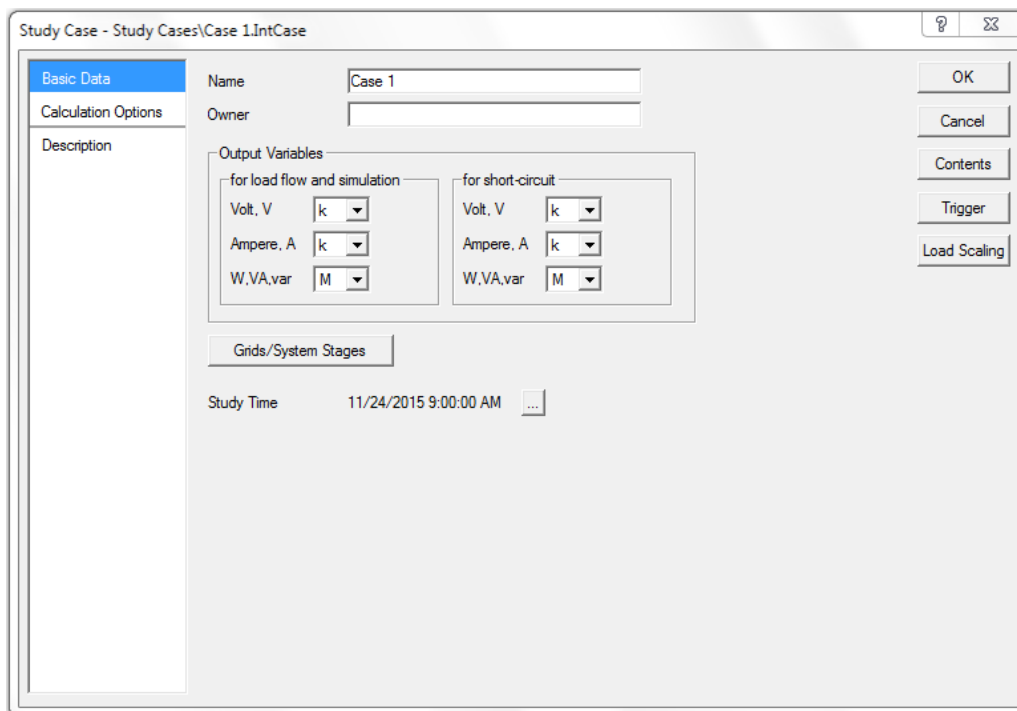 Study Case - Study Cases\Case 1.IntCase
?
Basic Data
Calculation Options
Description
Name
Case 1
Owner
Output Variables
for load flow and simulation
Volt, V
k
Ampere, A
k
W,VA,var
M
for short-circuit
Volt, V
k
Ampere, A
k
W,VA,var
M
Grids/System Stages
Study Time
11/24/2015 9:00:00 AM
...
OK
Cancel
Contents
Trigger
Load Scaling